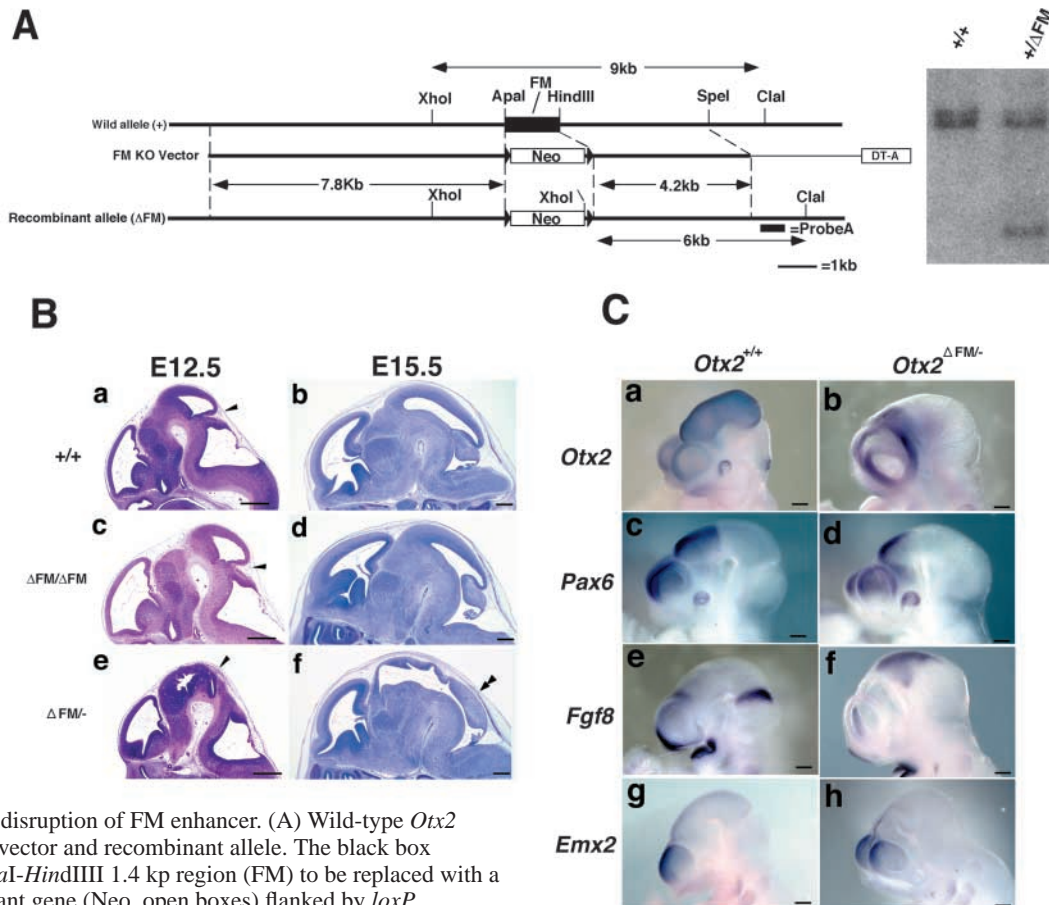 A
+/+
+/ΔFM
9kb
FM
XhoI
ApaI
HindIII
SpeI
ClaI
Wild allele (+)
FM KO Vector
Neo
DT-A
7.8Kb
4.2kb
XhoI
XhoI
ClaI
Recombinant allele (ΔFM)
Neo
=ProbeA
6kb
=1kb
B
E12.5
E15.5
a
b
+/+
c
d
ΔFM/ΔFM
e
f
ΔFM/-
C
Otx2+/+
Otx2ΔFM/-
a
b
Otx2
c
d
Pax6
e
f
Fgf8
g
h
Emx2
disruption of FM enhancer. (A) Wild-type Otx2
vector and recombinant allele. The black box
aI-HindIIII 1.4 kp region (FM) to be replaced with a
ant gene (Neo, open boxes) flanked by loxP